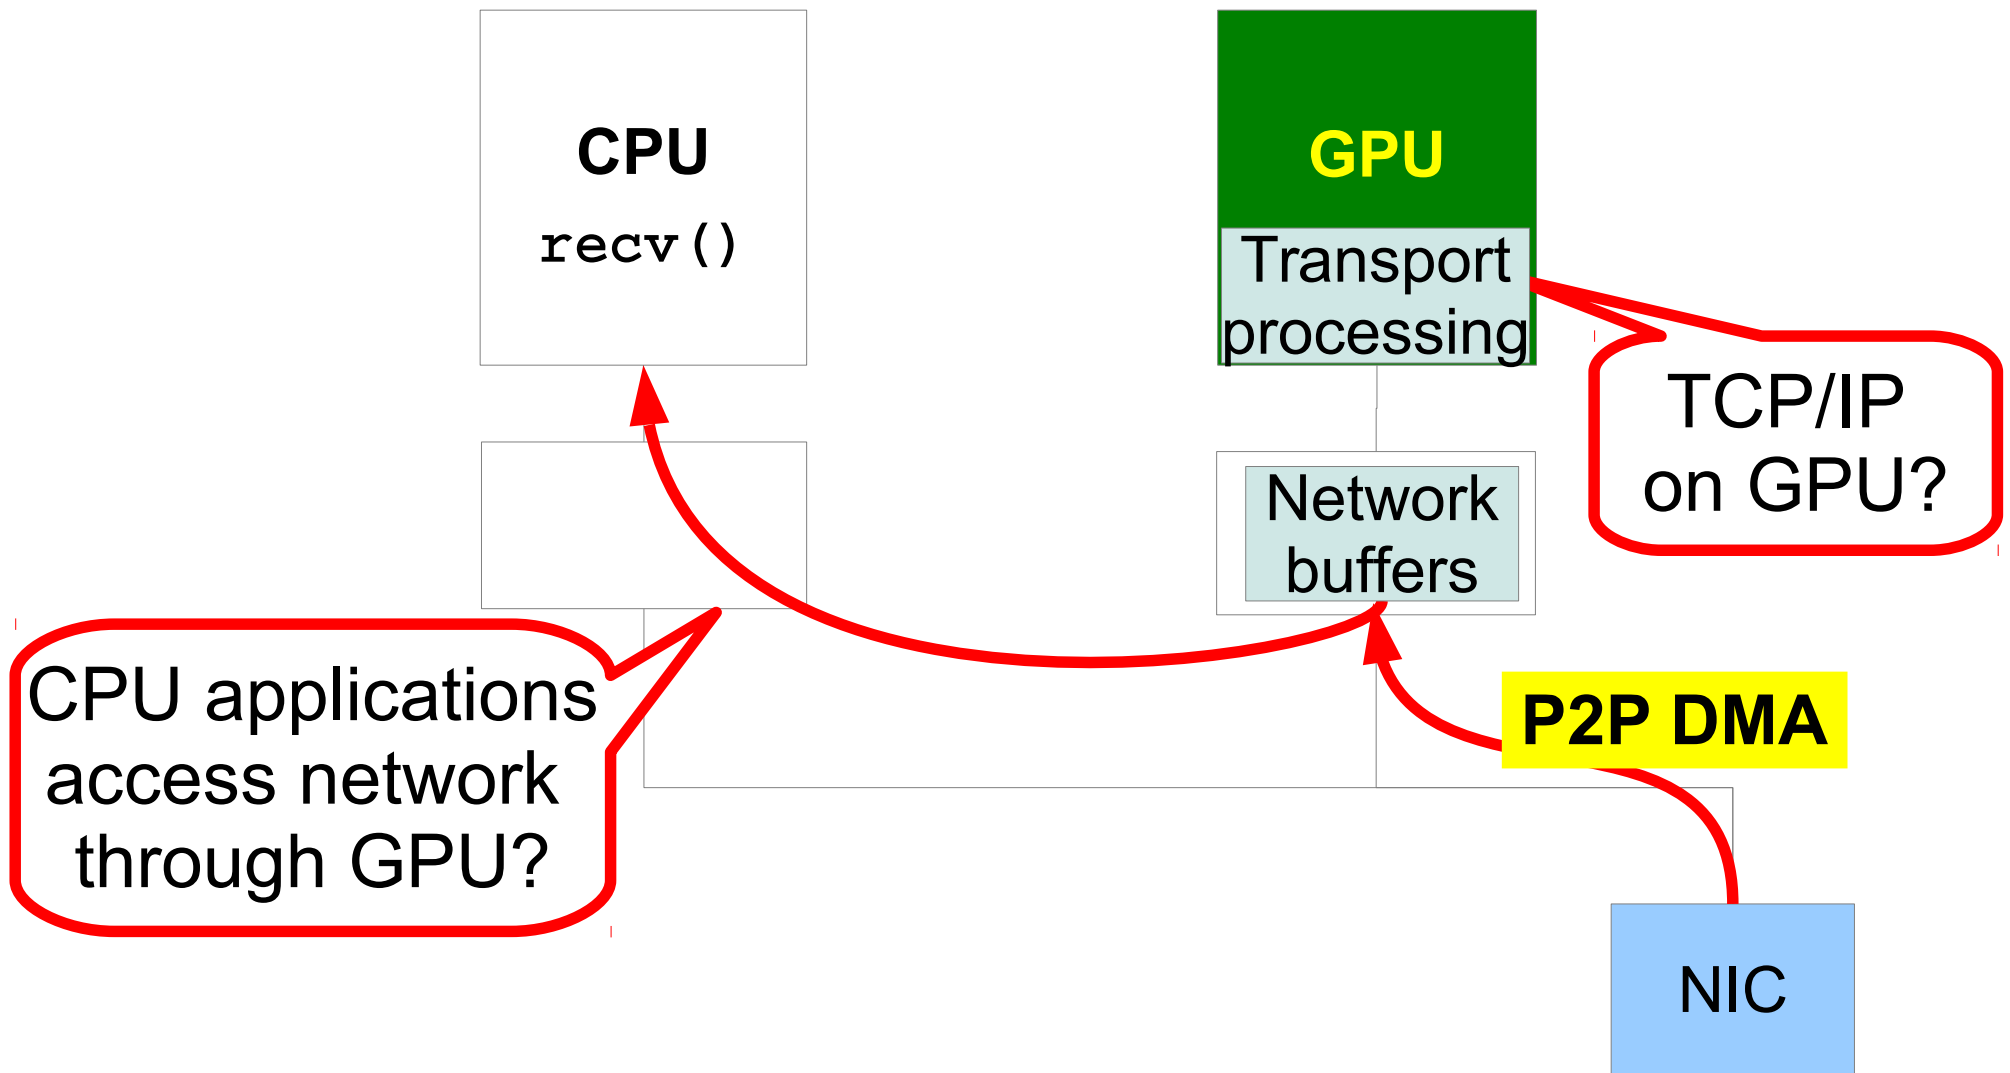 CPU
recv()
GPU
Transport
processing
TCP/IP
on GPU?
Network
buffers
CPU applications
access network
through GPU?
P2P DMA
NIC